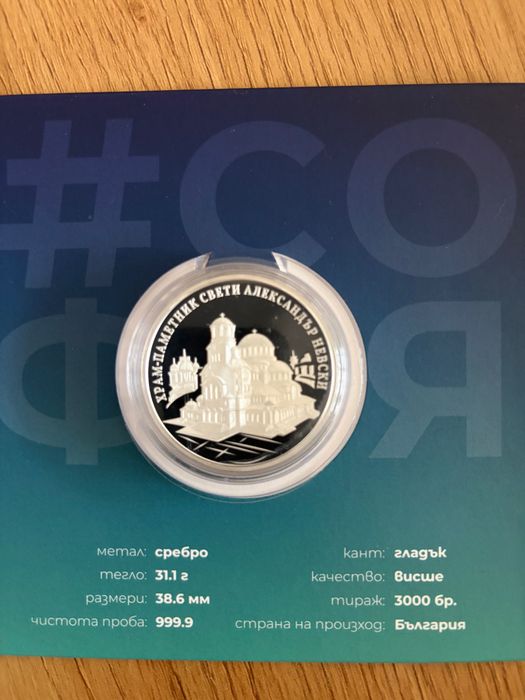 #СО
ФИЯ
ХРАМ-ПАМЕТНИК СВЕТИ АЛЕКСАНДЪР НЕВСКИ
метал: сребро
тегло: 31.1 г
размери: 38.6 мм
чистота проба: 999.9
кант: гладък
качество: висше
тираж: 3000 бр.
страна на произход: България